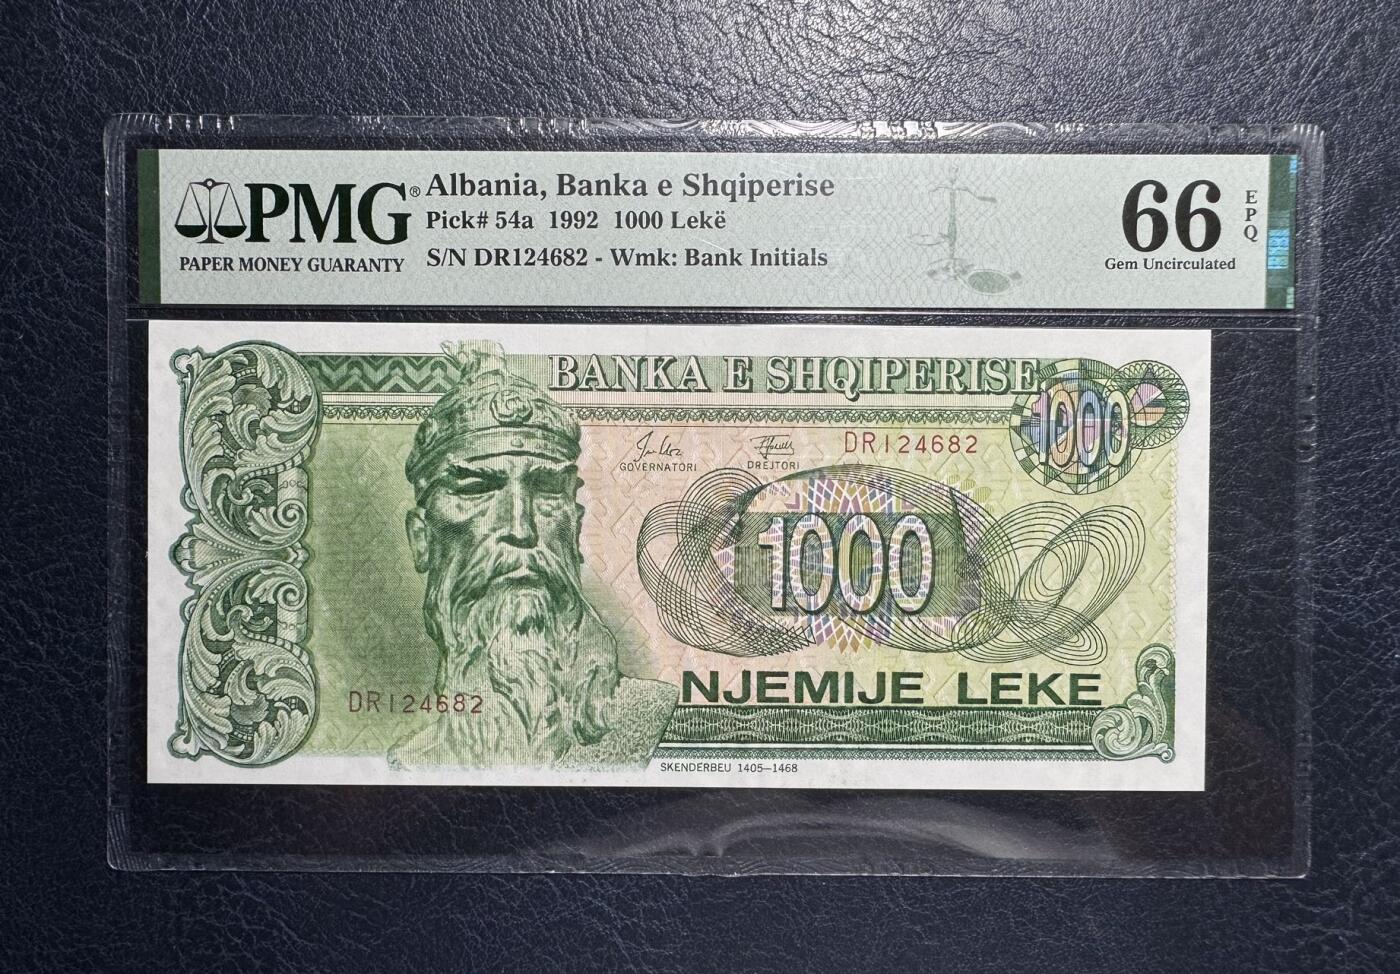 PMG®
PAPER MONEY GUARANTY
Albania, Banka e Shqiperise
Pick# 54a 1992 1000 Lekë
S/N DR124682 - Wmk: Bank Initials
66
EPQ
Gem Uncirculated
BANKA E SHQIPERISE
1000
GOVERNATORI
DREJTORI
DR124682
1000
NJEMIJE LEKE
DR124682
SKENDERBEU 1405—1468